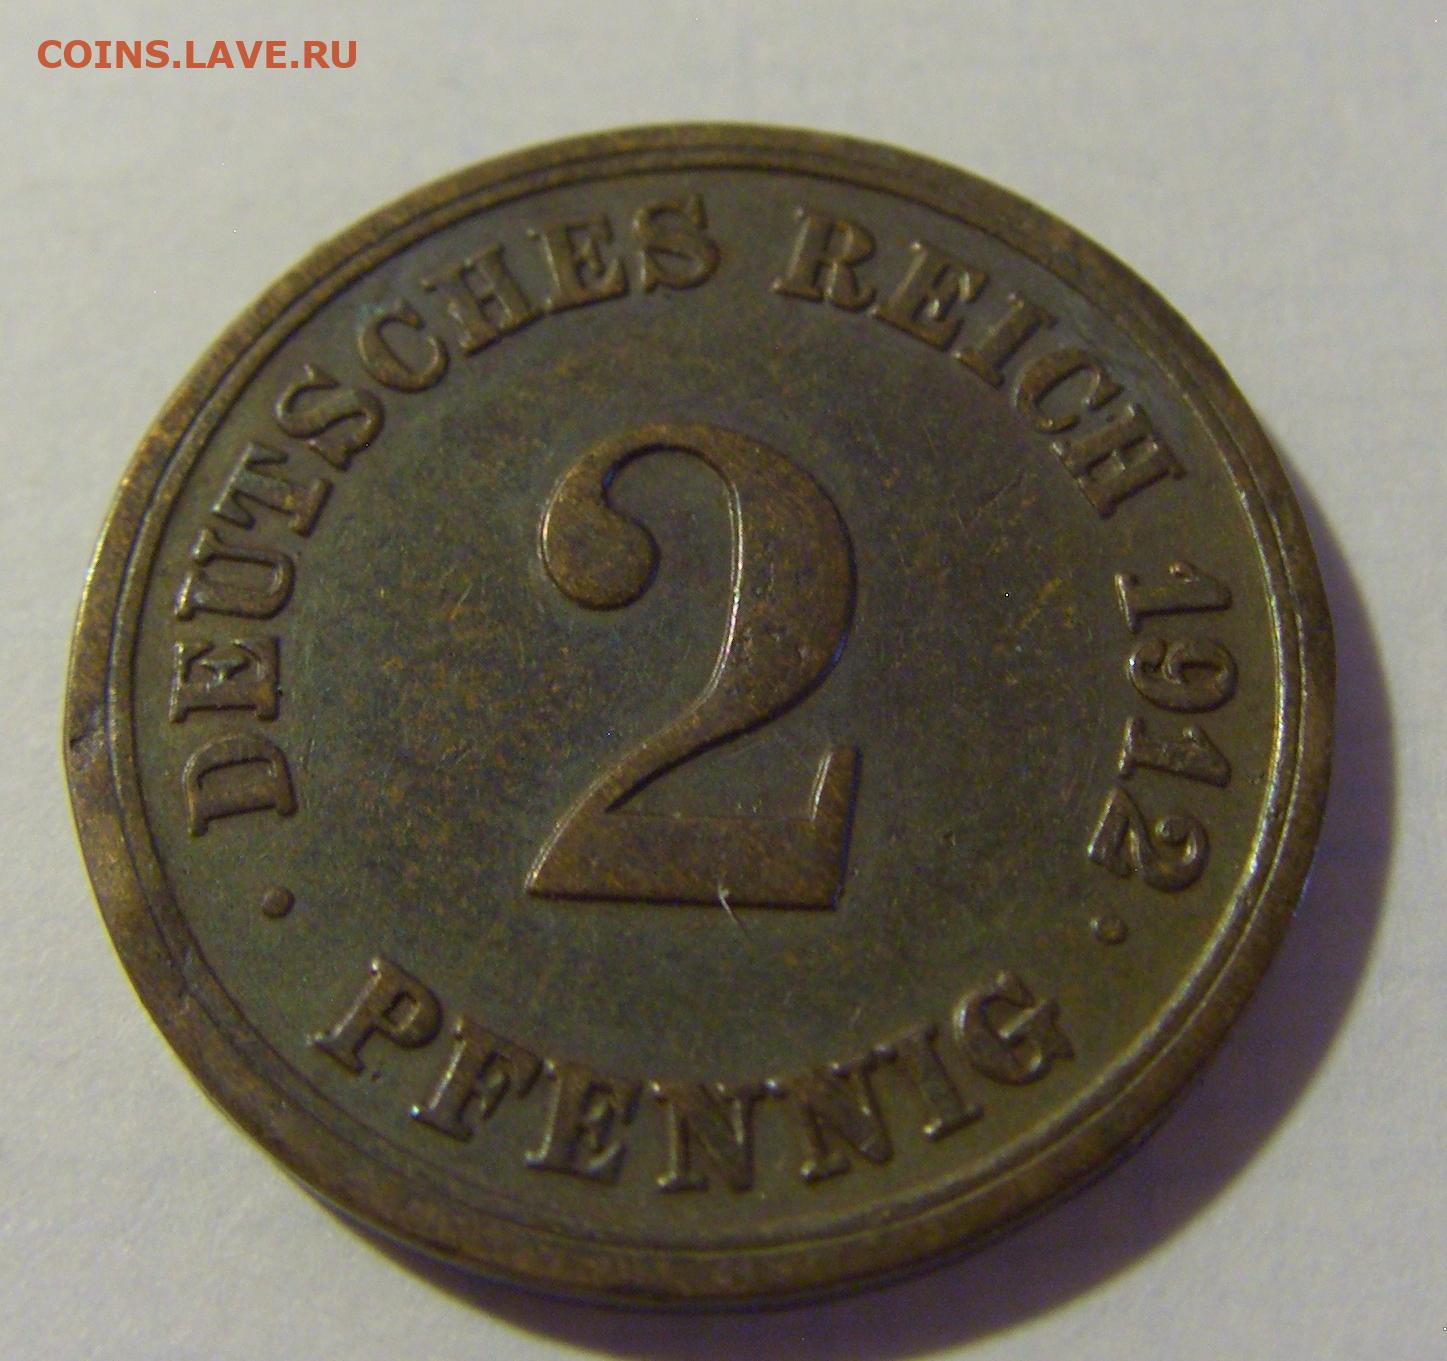 COINS.LAVE.RU
DEUTSCHES REICH 1912
2
· PFENNIG ·